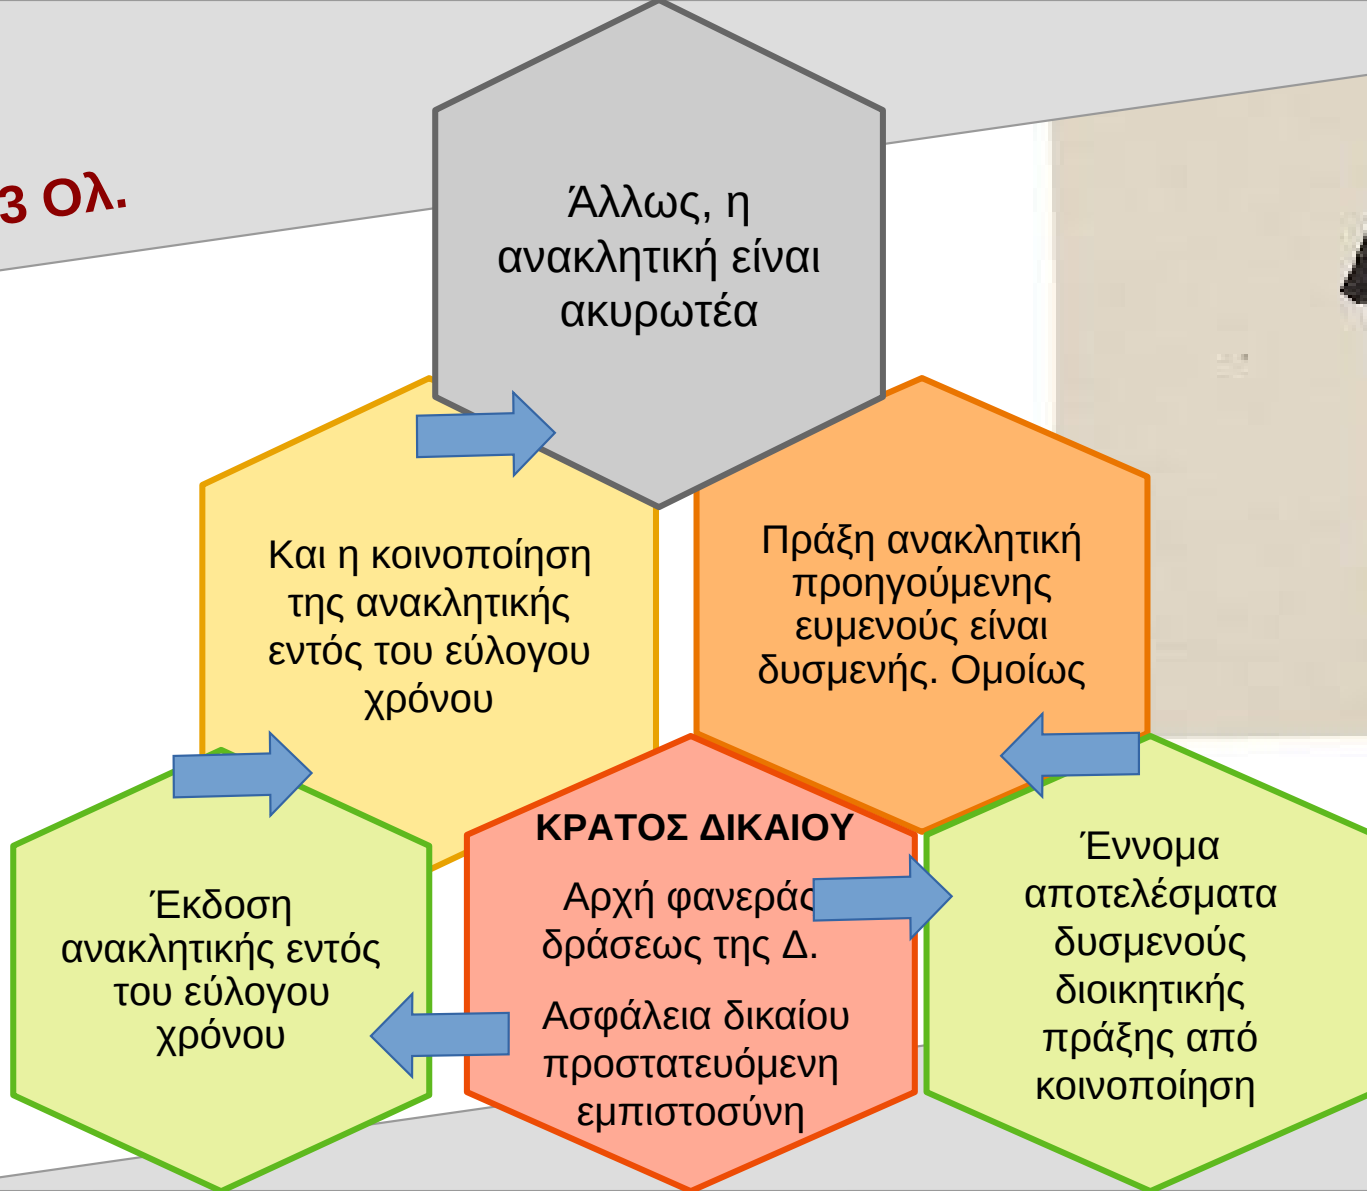 3 Ολ.
Άλλως, η
ανακλητική είναι
ακυρωτέα
Και η κοινοποίηση
της ανακλητικής
εντός του εύλογου
χρόνου
Πράξη ανακλητική
προηγούμενης
ευμενούς είναι
δυσμενής. Ομοίως
Έκδοση
ανακλητικής εντός
του εύλογου
χρόνου
ΚΡΑΤΟΣ ΔΙΚΑΙΟΥ
Αρχή φανεράς
δράσεως της Δ.
Ασφάλεια δικαίου
προστατευόμενη
εμπιστοσύνη
Έννομα
αποτελέσματα
δυσμενούς
διοικητικής
πράξης από
κοινοποίηση